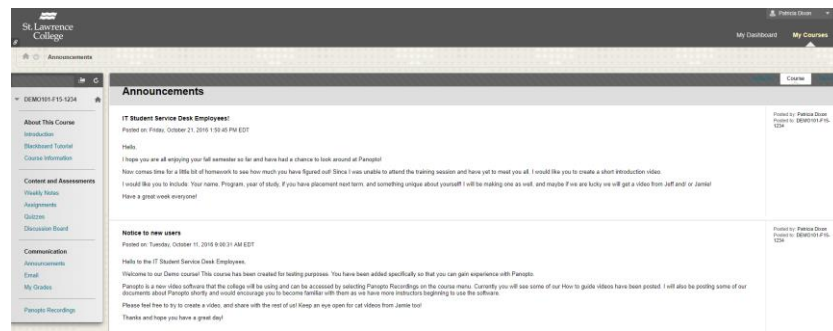 St. Lawrence
College
Patricia Dixon
My Dashboard
My Courses
Announcements
Course
DEMO101-F15-1234
About This Course
Introduction
Blackboard Tutorial
Course Information
Content and Assessments
Weekly Notes
Assignments
Quizzes
Discussion Board
Communication
Announcements
Email
My Grades
Panopto Recordings
Announcements
IT Student Service Desk Employees!
Posted on: Friday, October 21, 2016 1:50:45 PM EDT
Hello,
I hope you are all enjoying your fall semester so far and have had a chance to look around at Panopto!
Now comes time for a little bit of homework to see how much you have figured out! Since I was unable to attend the training session and have yet to meet you all. I would like you to create a short introduction video.
I would like you to include: Your name, Program, year of study, if you have placement next term, and something unique about yourself! I will be making one as well, and maybe if we are lucky we will get a video from Jeff and/ or Jamie!
Have a great week everyone!
Posted by: Patricia Dixon
Posted to: DEMO101-F15-
1234
Notice to new users
Posted on: Tuesday, October 11, 2016 9:00:31 AM EDT
Hello to the IT Student Service Desk Employees,
Welcome to our Demo course! This course has been created for testing purposes. You have been added specifically so that you can gain experience with Panopto.
Panopto is a new video software that the college will be using and can be accessed by selecting Panopto Recordings on the course menu. Currently you will see some of our How to guide videos have been posted. I will also be posting some of our
documents about Panopto shortly and would encourage you to become familiar with them as we have more instructors beginning to use the software.
Please feel free to try to create a video, and share with the rest of us! Keep an eye open for cat videos from Jamie too!
Thanks and hope you have a great day!
Posted by: Patricia Dixon
Posted to: DEMO101-F15-
1234